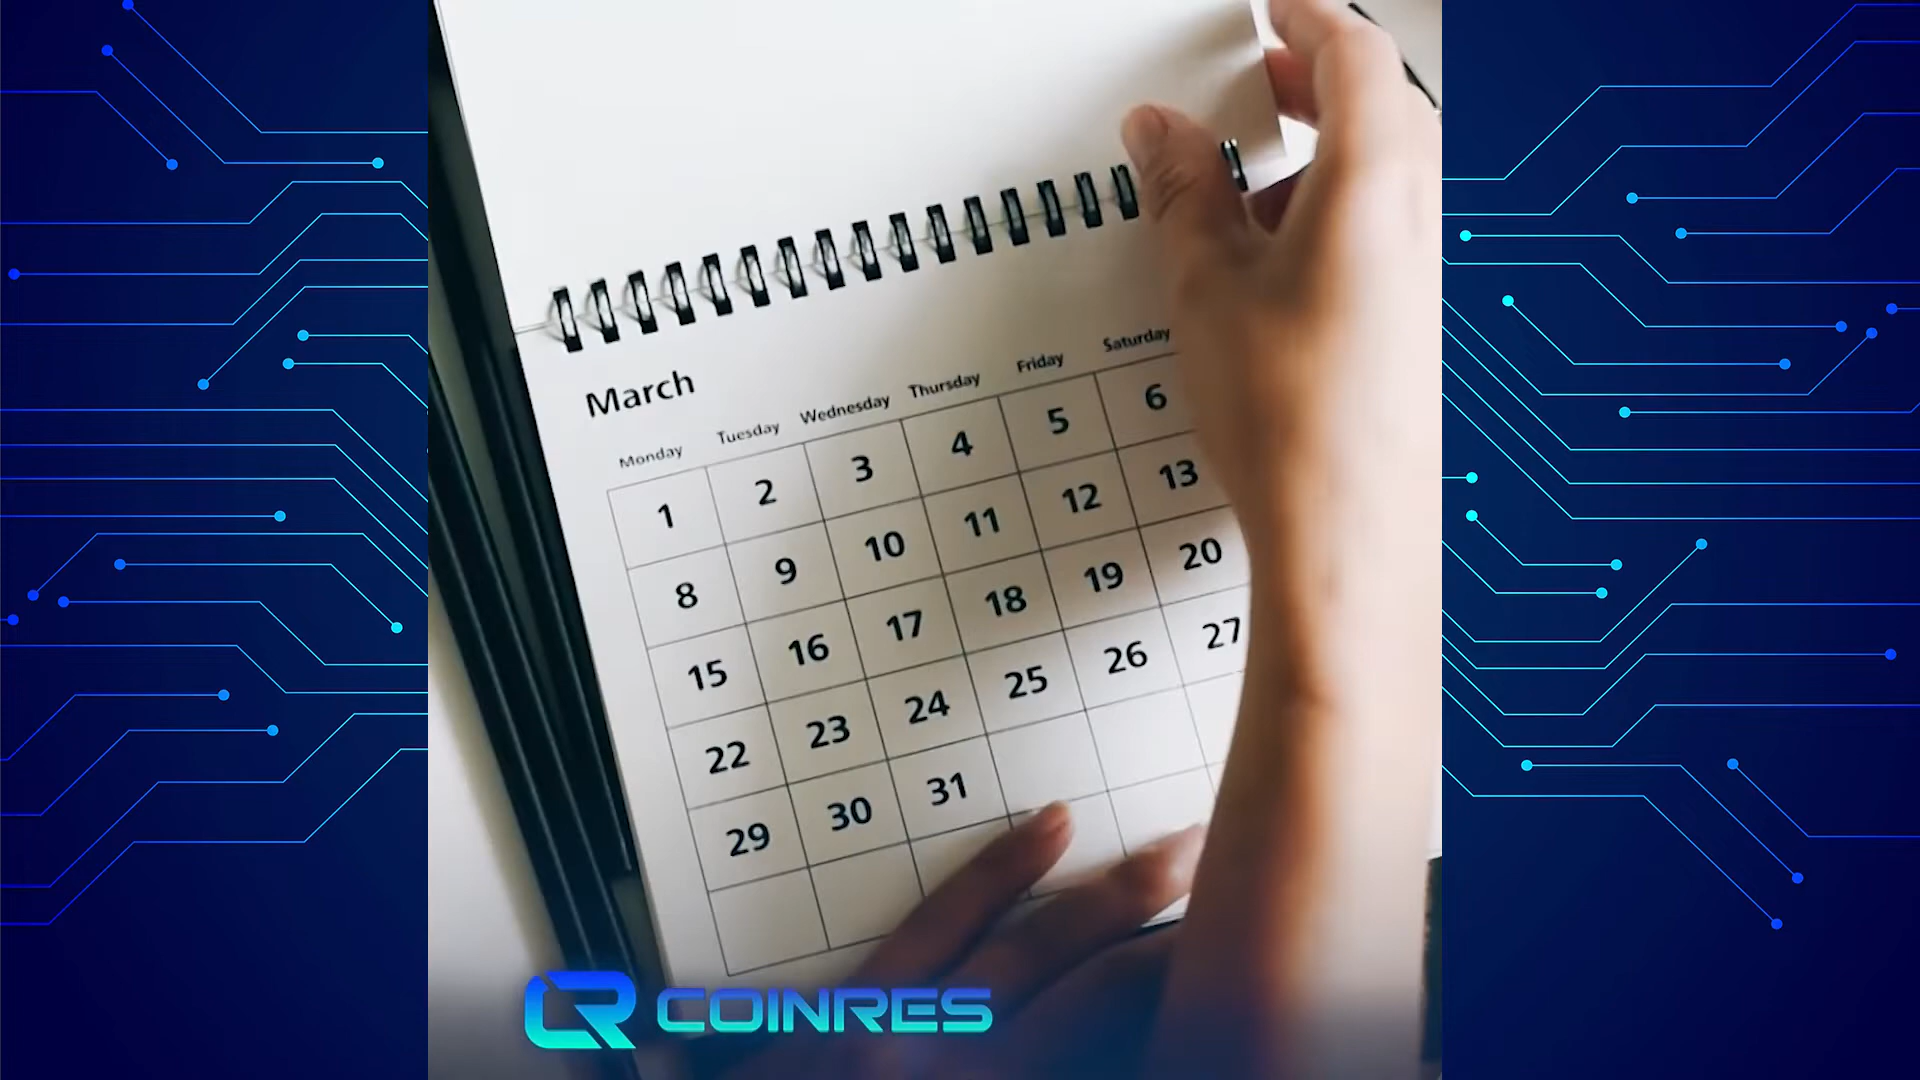 March
Monday Tuesday Wednesday Thursday Friday Saturday
1 2 3 4 5 6
8 9 10 11 12 13
15 16 17 18 19 20
22 23 24 25 26 27
29 30 31
CR COINRES